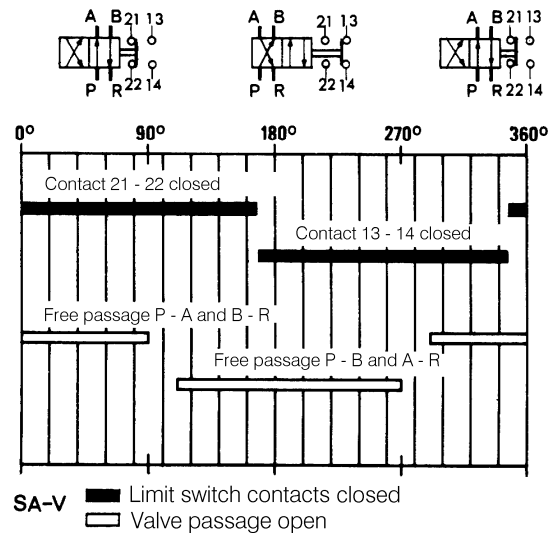 A B 21 13
P R 22 14
A B 21 13
P R 22 14
A B 21 13
P R 22 14
0° 90° 180° 270° 360°
Contact 21 - 22 closed
Contact 13 - 14 closed
Free passage P - A and B - R
Free passage P - B and A - R
SA-V
Limit switch contacts closed
Valve passage open